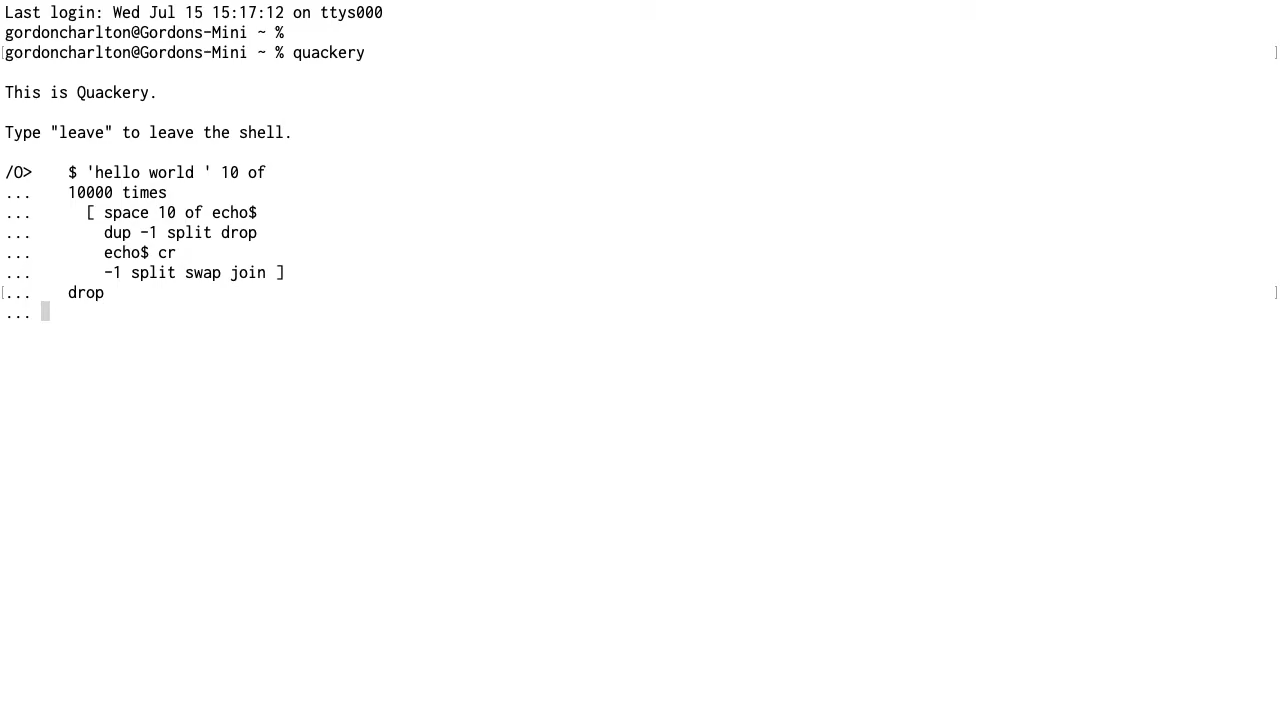 Last login: Wed Jul 15 15:17:12 on ttys000
gordoncharlton@Gordons-Mini ~ %
[gordoncharlton@Gordons-Mini ~ % quackery ]
This is Quackery.
Type "leave" to leave the shell.
/O> $ 'hello world ' 10 of
... 10000 times
... [ space 10 of echo$
... dup -1 split drop
... echo$ cr
... -1 split swap join ]
[... drop ]
...